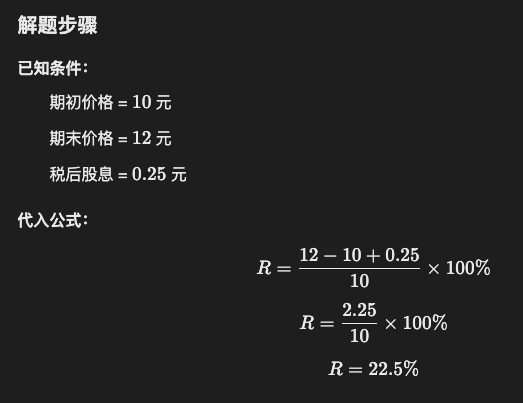 解题步骤
已知条件：
期初价格 = 10 元
期末价格 = 12 元
税后股息 = 0.25 元
代入公式：
R = \frac{12 - 10 + 0.25}{10} × 100%
R = \frac{2.25}{10} × 100%
R = 22.5%